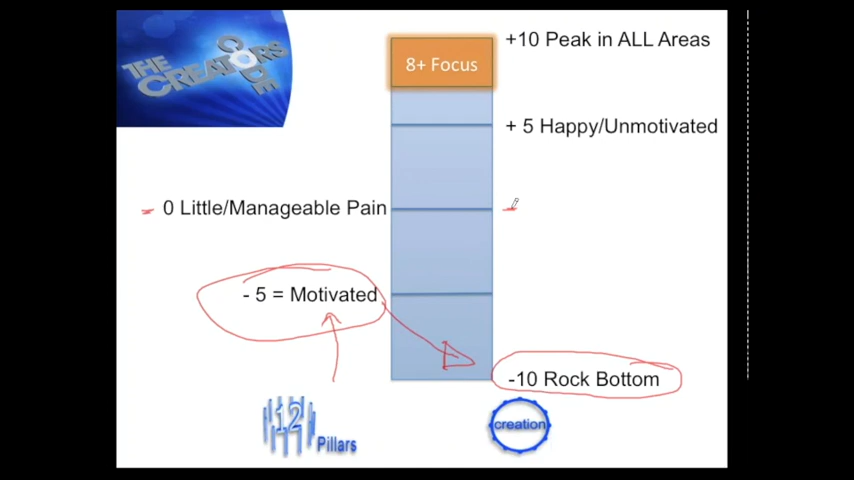 THE
CREATORS
CODE
+10 Peak in ALL Areas
8+ Focus
+ 5 Happy/Unmotivated
0 Little/Manageable Pain
- 5 = Motivated
-10 Rock Bottom
12
Pillars
creation